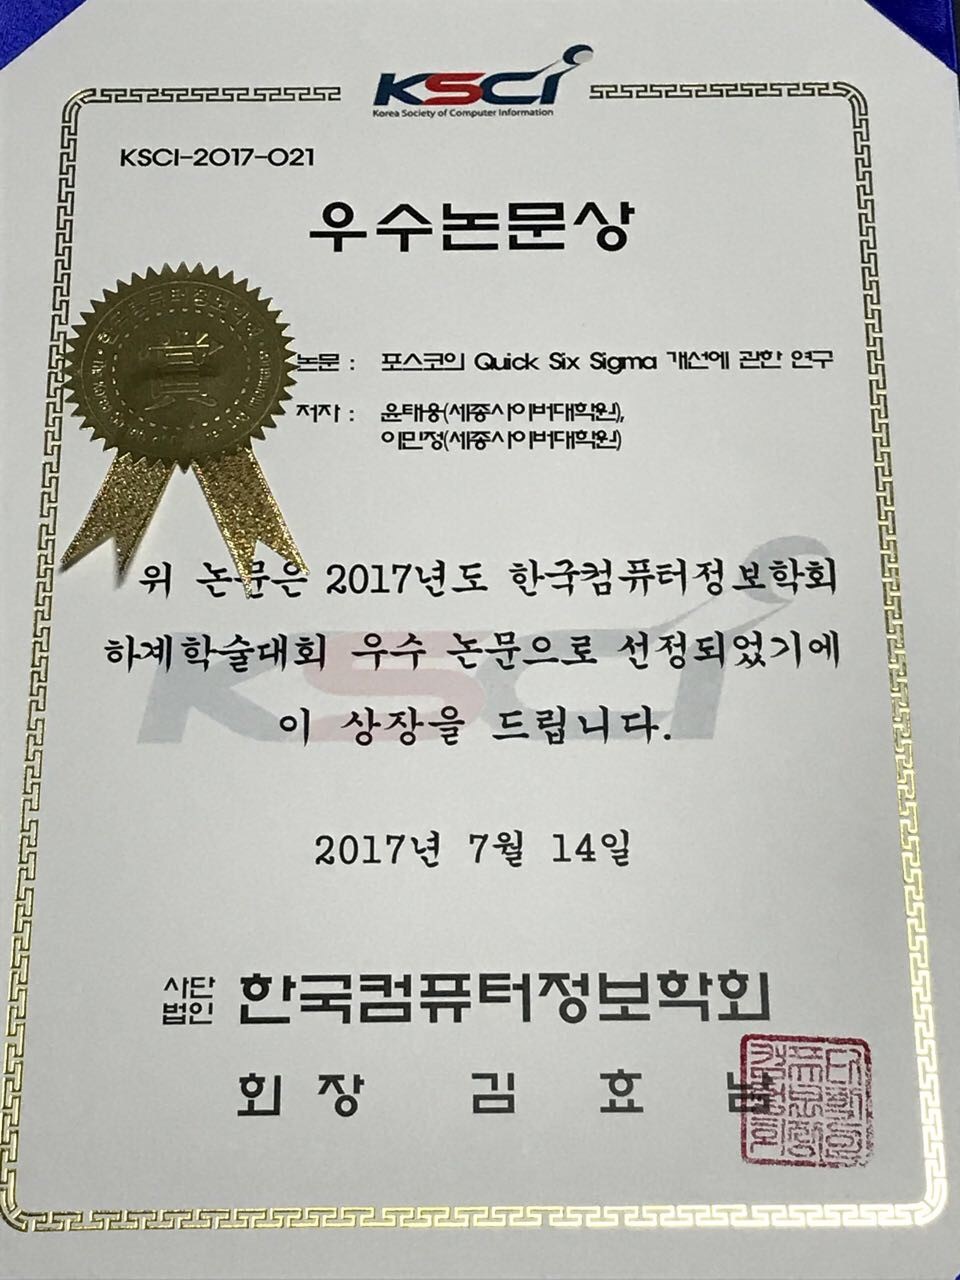 KSCI
Korea Society of Computer Information
KSCI-2017-021
우수논문상
논문 : 포스코의 Quick Six Sigma 개선에 관한 연구
저자 : 윤태용(세종사이버대학원),
이민정(세종사이버대학원)
위 논문은 2017년도 한국컴퓨터정보학회
하계학술대회 우수 논문으로 선정되었기에
이 상장을 드립니다.
2017년 7월 14일
사단
법인 한국컴퓨터정보학회
회 장 김 효 남